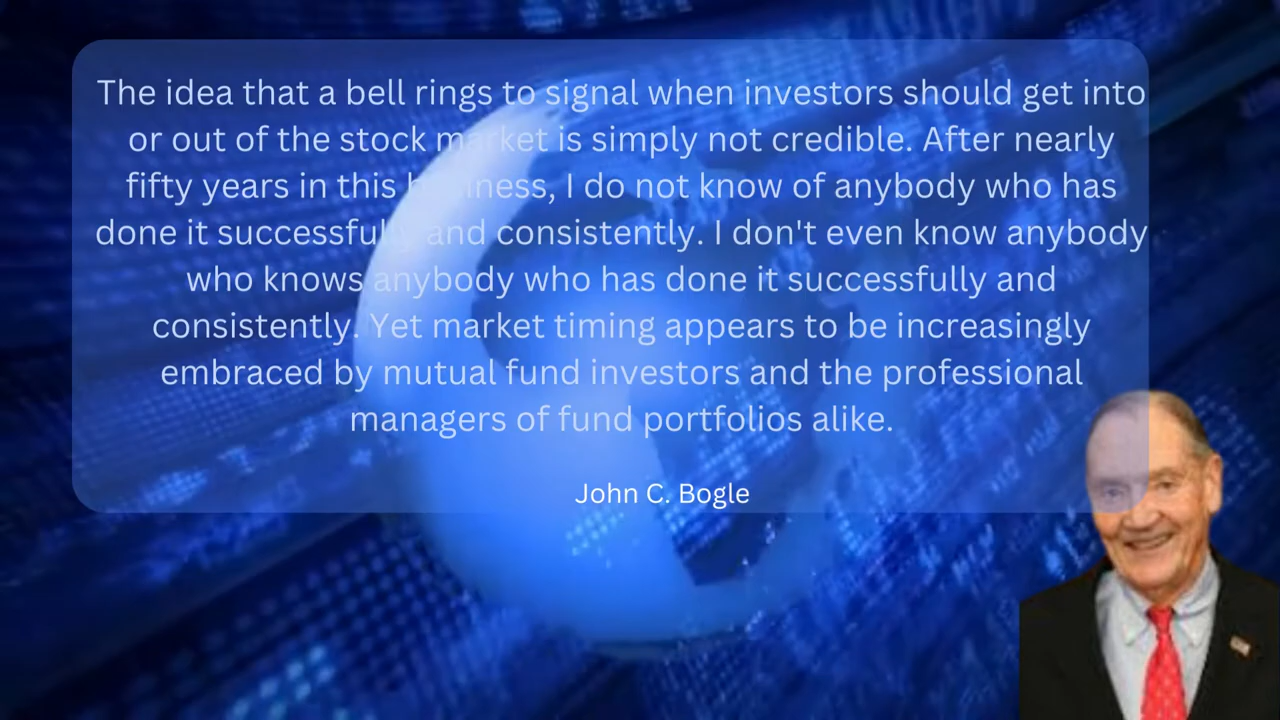 The idea that a bell rings to signal when investors should get into
or out of the stock market is simply not credible. After nearly
fifty years in this business, I do not know of anybody who has
done it successfully and consistently. I don't even know anybody
who knows anybody who has done it successfully and
consistently. Yet market timing appears to be increasingly
embraced by mutual fund investors and the professional
managers of fund portfolios alike.
John C. Bogle